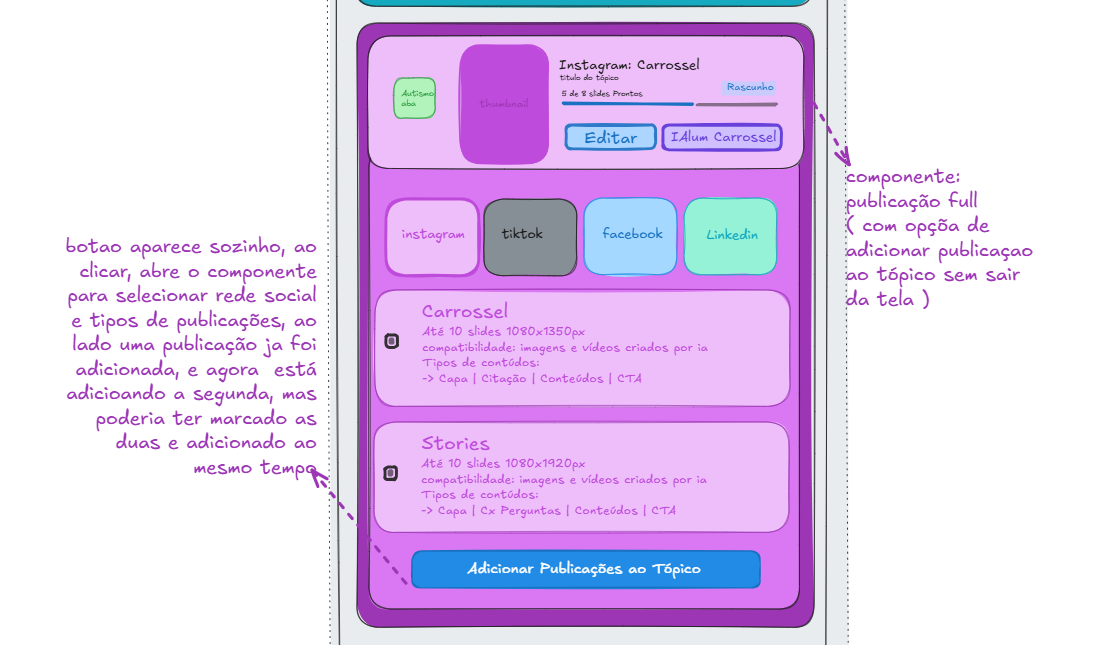 Instagram: Carrossel
titulo do tópico
Autismo
aba
thumbnail
5 de 8 slides Prontos
Rascunho
Editar
IAlum Carrossel
componente:
publicação full
( com opçõa de
adicionar publicaçao
ao tópico sem sair
da tela )
instagram
tiktok
facebook
Linkedin
botao aparece sozinho, ao
clicar, abre o componente
para selecionar rede social
e tipos de publicações, ao
lado uma publicação ja foi
adicionada, e agora está
adicioando a segunda, mas
poderia ter marcado as
duas e adicionado ao
mesmo tempo
Carrossel
Até 10 slides 1080x1350px
compatibilidade: imagens e vídeos criados por ia
Tipos de contúdos:
-> Capa | Citação | Conteúdos | CTA
Stories
Até 10 slides 1080x1920px
compatibilidade: imagens e vídeos criados por ia
Tipos de contúdos:
-> Capa | Cx Perguntas | Conteúdos | CTA
Adicionar Publicações ao Tópico